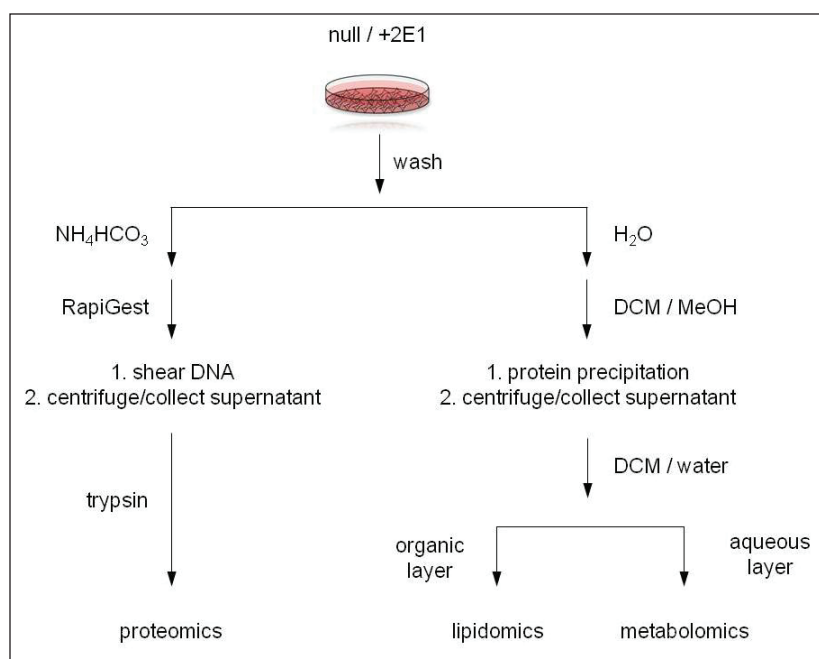 null / +2E1
wash
NH₄HCO₃
H₂O
RapiGest
DCM / MeOH
1. shear DNA
2. centrifuge/collect supernatant
1. protein precipitation
2. centrifuge/collect supernatant
DCM / water
trypsin
organic
layer
aqueous
layer
proteomics
lipidomics
metabolomics